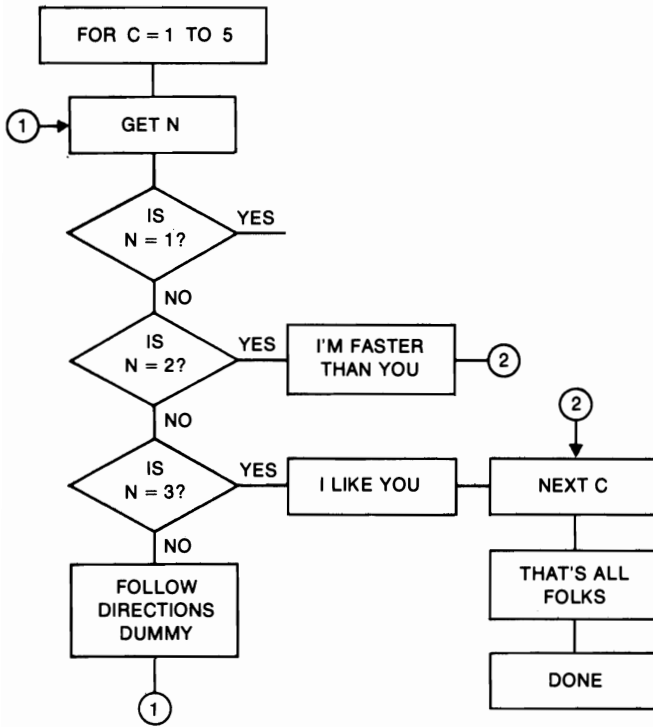 FOR C = 1 TO 5
1
GET N
IS
N = 1?
YES
NO
IS
N = 2?
YES
I'M FASTER
THAN YOU
2
NO
2
IS
N = 3?
YES
I LIKE YOU
NEXT C
NO
FOLLOW
DIRECTIONS
DUMMY
THAT'S ALL
FOLKS
DONE
1